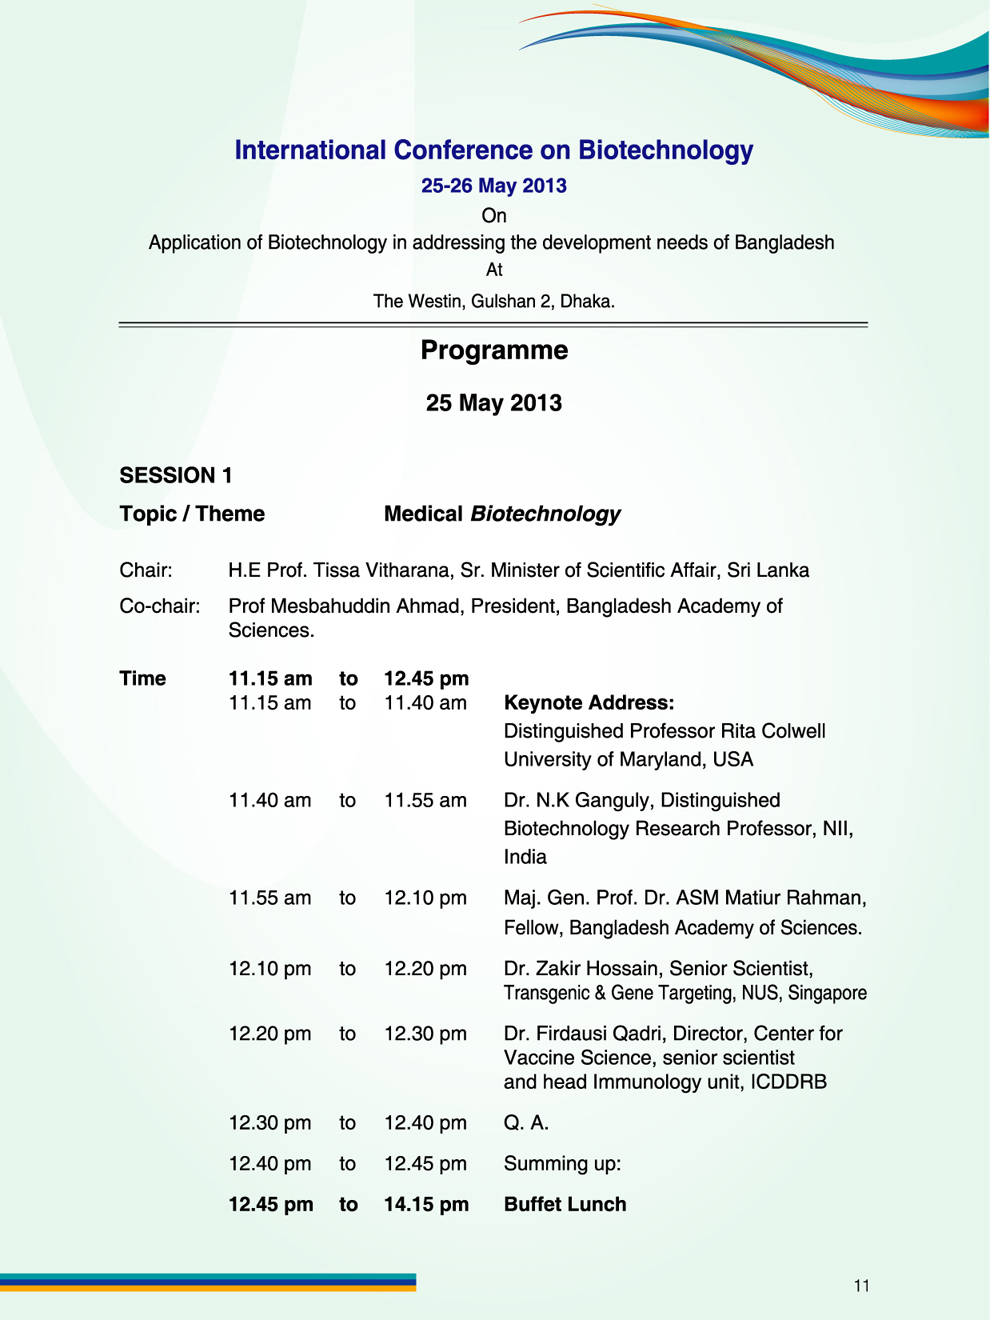 International Conference on Biotechnology
25-26 May 2013
On
Application of Biotechnology in addressing the development needs of Bangladesh
At
The Westin, Gulshan 2, Dhaka.
Programme
25 May 2013
SESSION 1
Topic / Theme Medical Biotechnology
Chair: H.E Prof. Tissa Vitharana, Sr. Minister of Scientific Affair, Sri Lanka
Co-chair: Prof Mesbahuddin Ahmad, President, Bangladesh Academy of
Sciences.
Time 11.15 am to 12.45 pm
11.15 am to 11.40 am Keynote Address:
Distinguished Professor Rita Colwell
University of Maryland, USA
11.40 am to 11.55 am Dr. N.K Ganguly, Distinguished
Biotechnology Research Professor, NII,
India
11.55 am to 12.10 pm Maj. Gen. Prof. Dr. ASM Matiur Rahman,
Fellow, Bangladesh Academy of Sciences.
12.10 pm to 12.20 pm Dr. Zakir Hossain, Senior Scientist,
Transgenic & Gene Targeting, NUS, Singapore
12.20 pm to 12.30 pm Dr. Firdausi Qadri, Director, Center for
Vaccine Science, senior scientist
and head Immunology unit, ICDDRB
12.30 pm to 12.40 pm Q. A.
12.40 pm to 12.45 pm Summing up:
12.45 pm to 14.15 pm Buffet Lunch
11